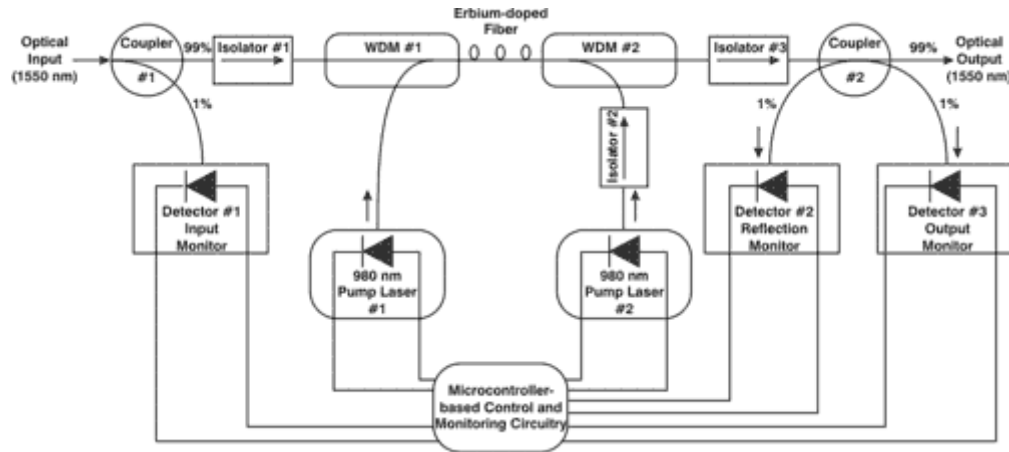 Erbium-doped
Fiber
Optical
Input
(1550 nm)
Coupler
#1
99%
Isolator #1
WDM #1
WDM #2
Isolator #3
Coupler
#2
99%
Optical
Output
(1550 nm)
1%
1%
1%
Isolator #2
Detector #1
Input
Monitor
980 nm
Pump Laser
#1
980 nm
Pump Laser
#2
Detector #2
Reflection
Monitor
Detector #3
Output
Monitor
Microcontroller-
based Control and
Monitoring Circuitry